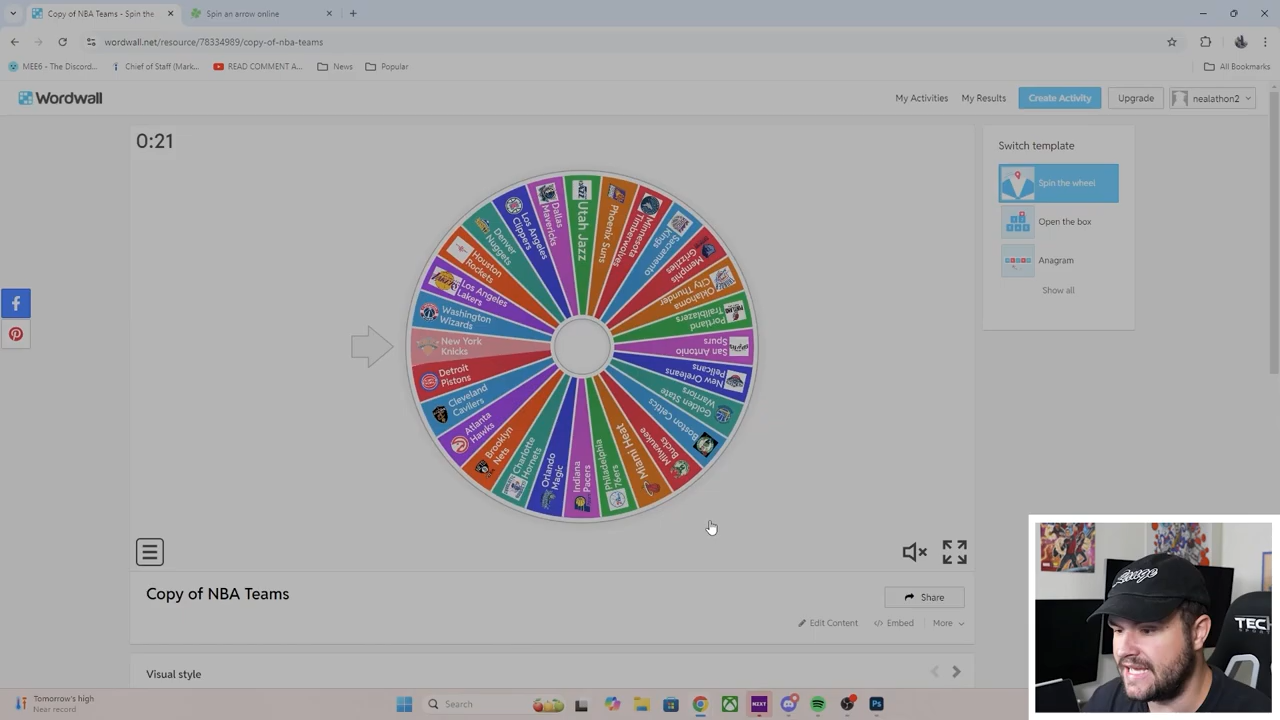 Copy of NBA Teams - Spin the
Spin an arrow online
wordwall.net/resource/78334989/copy-of-nba-teams
MEE6 - The Discord...
Chief of Staff (Mark...
READ COMMENT A...
News
Popular
All Bookmarks
Wordwall
My Activities
My Results
Create Activity
Upgrade
nealathon2
0:21
Switch template
Spin the wheel
Open the box
Anagram
Show all
Utah Jazz
Phoenix Suns
Minnesota
Timberwolves
Sacramento
Kings
Memphis
Grizzlies
Oklahoma
City Thunder
Portland
Trailblazers
San Antonio
Spurs
New Orleans
Pelicans
Golden State
Warriors
Boston Celtics
Milwaukee
Bucks
Miami Heat
Philadelphia
76ers
Indiana
Pacers
Orlando
Magic
Charlotte
Hornets
Brooklyn
Nets
Atlanta
Hawks
Cleveland
Cavilers
Detroit
Pistons
New York
Knicks
Washington
Wizards
Los Angeles
Lakers
Houston
Rockets
Denver
Nuggets
Los Angeles
Clippers
Dallas
Mavericks
Copy of NBA Teams
Share
Edit Content
Embed
More
Visual style
Tomorrow's high
Near record
Search
NEXT
TECH